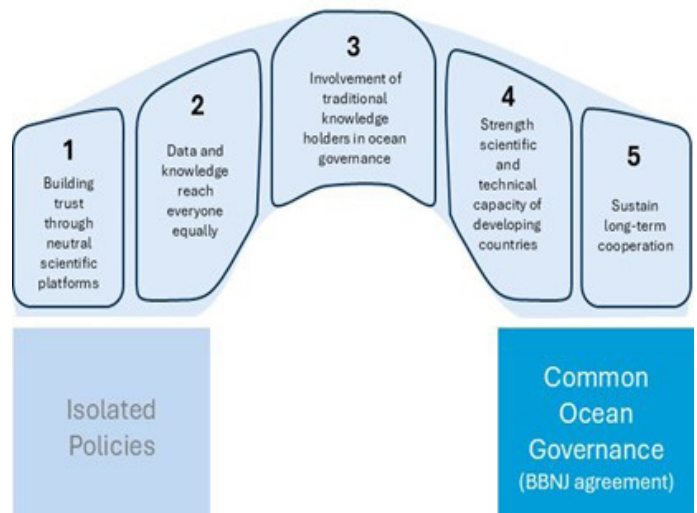 1
Building
trust
through
neutral
scientific
platforms
2
Data and
knowledge
reach
everyone
equally
3
Involvement of
traditional
knowledge
holders in ocean
governance
4
Strength
scientific
and
technical
capacity of
developing
countries
5
Sustain
long-term
cooperation
Isolated
Policies
Common
Ocean
Governance
(BBNJ agreement)